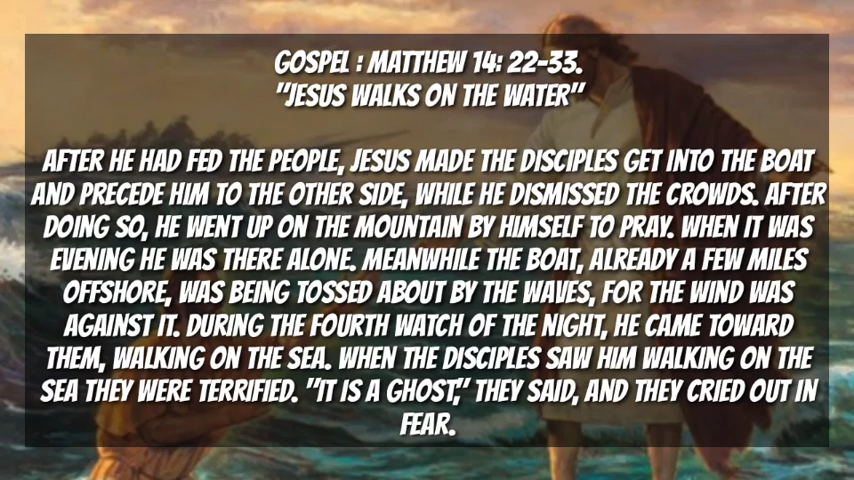 GOSPEL : MATTHEW 14: 22-33.
"JESUS WALKS ON THE WATER"
AFTER HE HAD FED THE PEOPLE, JESUS MADE THE DISCIPLES GET INTO THE BOAT
AND PRECEDE HIM TO THE OTHER SIDE, WHILE HE DISMISSED THE CROWDS. AFTER
DOING SO, HE WENT UP ON THE MOUNTAIN BY HIMSELF TO PRAY. WHEN IT WAS
EVENING HE WAS THERE ALONE. MEANWHILE THE BOAT, ALREADY A FEW MILES
OFFSHORE, WAS BEING TOSSED ABOUT BY THE WAVES, FOR THE WIND WAS
AGAINST IT. DURING THE FOURTH WATCH OF THE NIGHT, HE CAME TOWARD
THEM, WALKING ON THE SEA. WHEN THE DISCIPLES SAW HIM WALKING ON THE
SEA THEY WERE TERRIFIED. "IT IS A GHOST," THEY SAID, AND THEY CRIED OUT IN
FEAR.